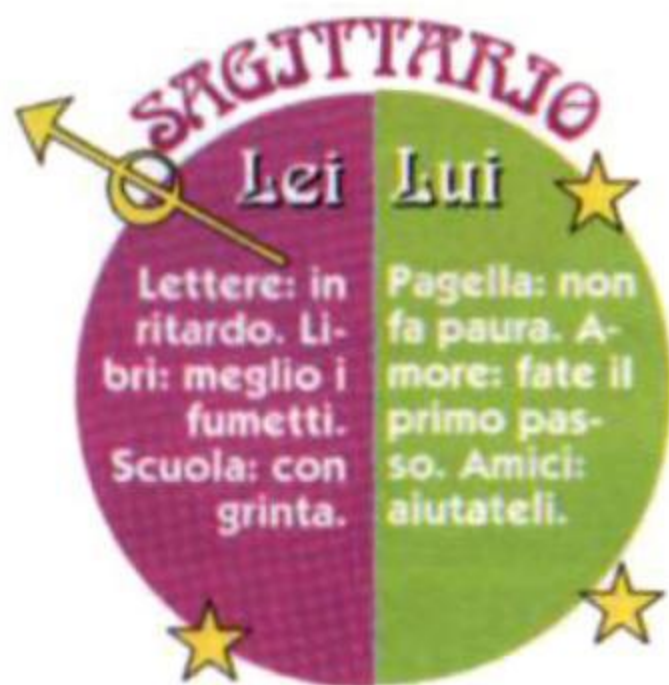 SAGITTARIO
Lei
Lettere: in
ritardo. Li-
bri: meglio i
fumetti.
Scuola: con
grinta.
Lui
Pagella: non
fa paura. A-
more: fate il
primo pas-
so. Amici:
aiutateli.